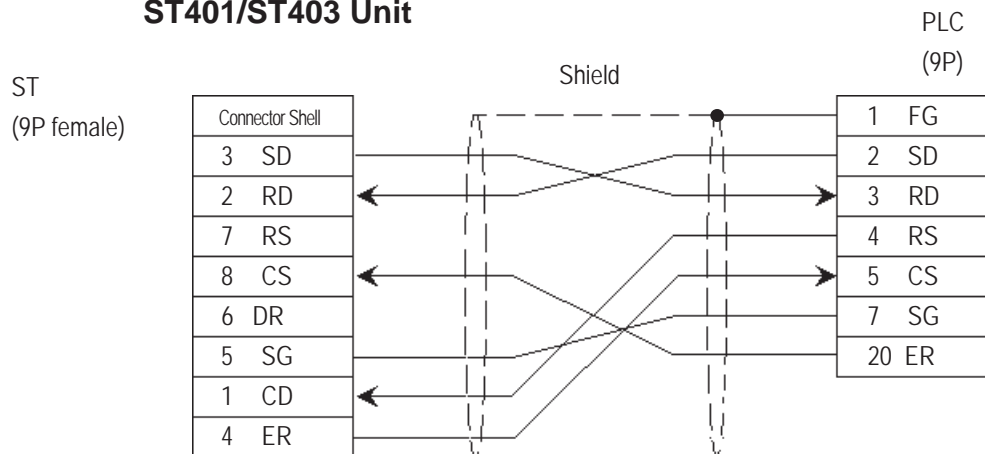 ST401/ST403 Unit
PLC
(9P)
Shield
ST
(9P female)
Connector Shell
3 SD
2 RD
7 RS
8 CS
6 DR
5 SG
1 CD
4 ER
1 FG
2 SD
3 RD
4 RS
5 CS
7 SG
20 ER